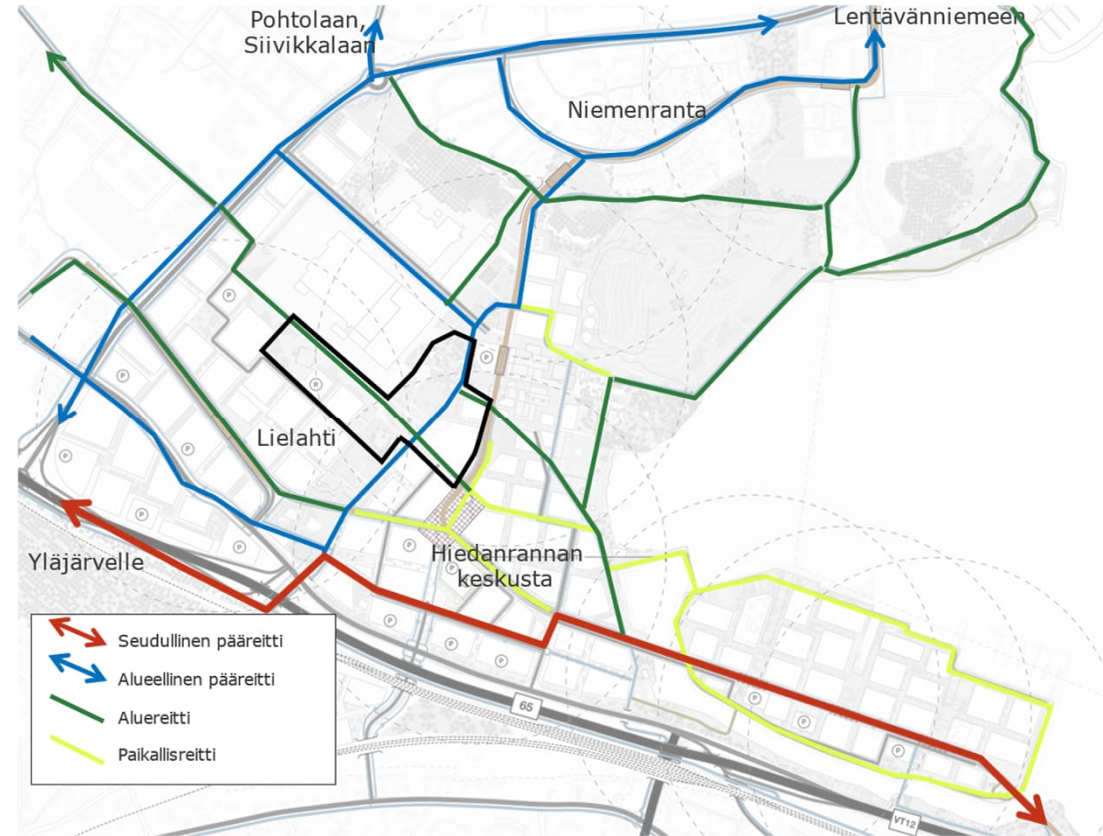 Pohtolaan,
Siivikkalaan
Lentävänniemeen
Niemenranta
P
P
R
P
Lielahti
P
P
P
P
P
Yläjärvelle
Hiedanrannan
keskusta
P
P
P
P
Seudullinen pääreitti
Alueellinen pääreitti
Aluereitti
Paikallisreitti
65
P
P
P
VT12